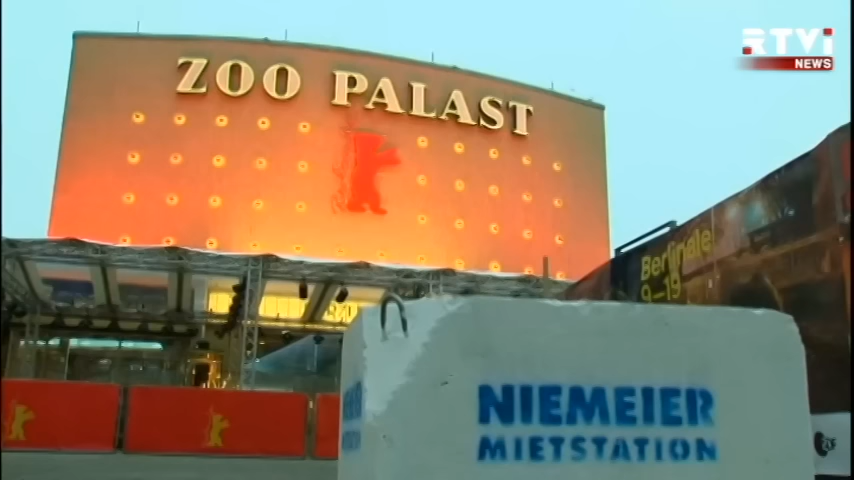 RTVi
NEWS
ZOO PALAST
Berlinale
9-19
NIEMEIER
MIETSTATION